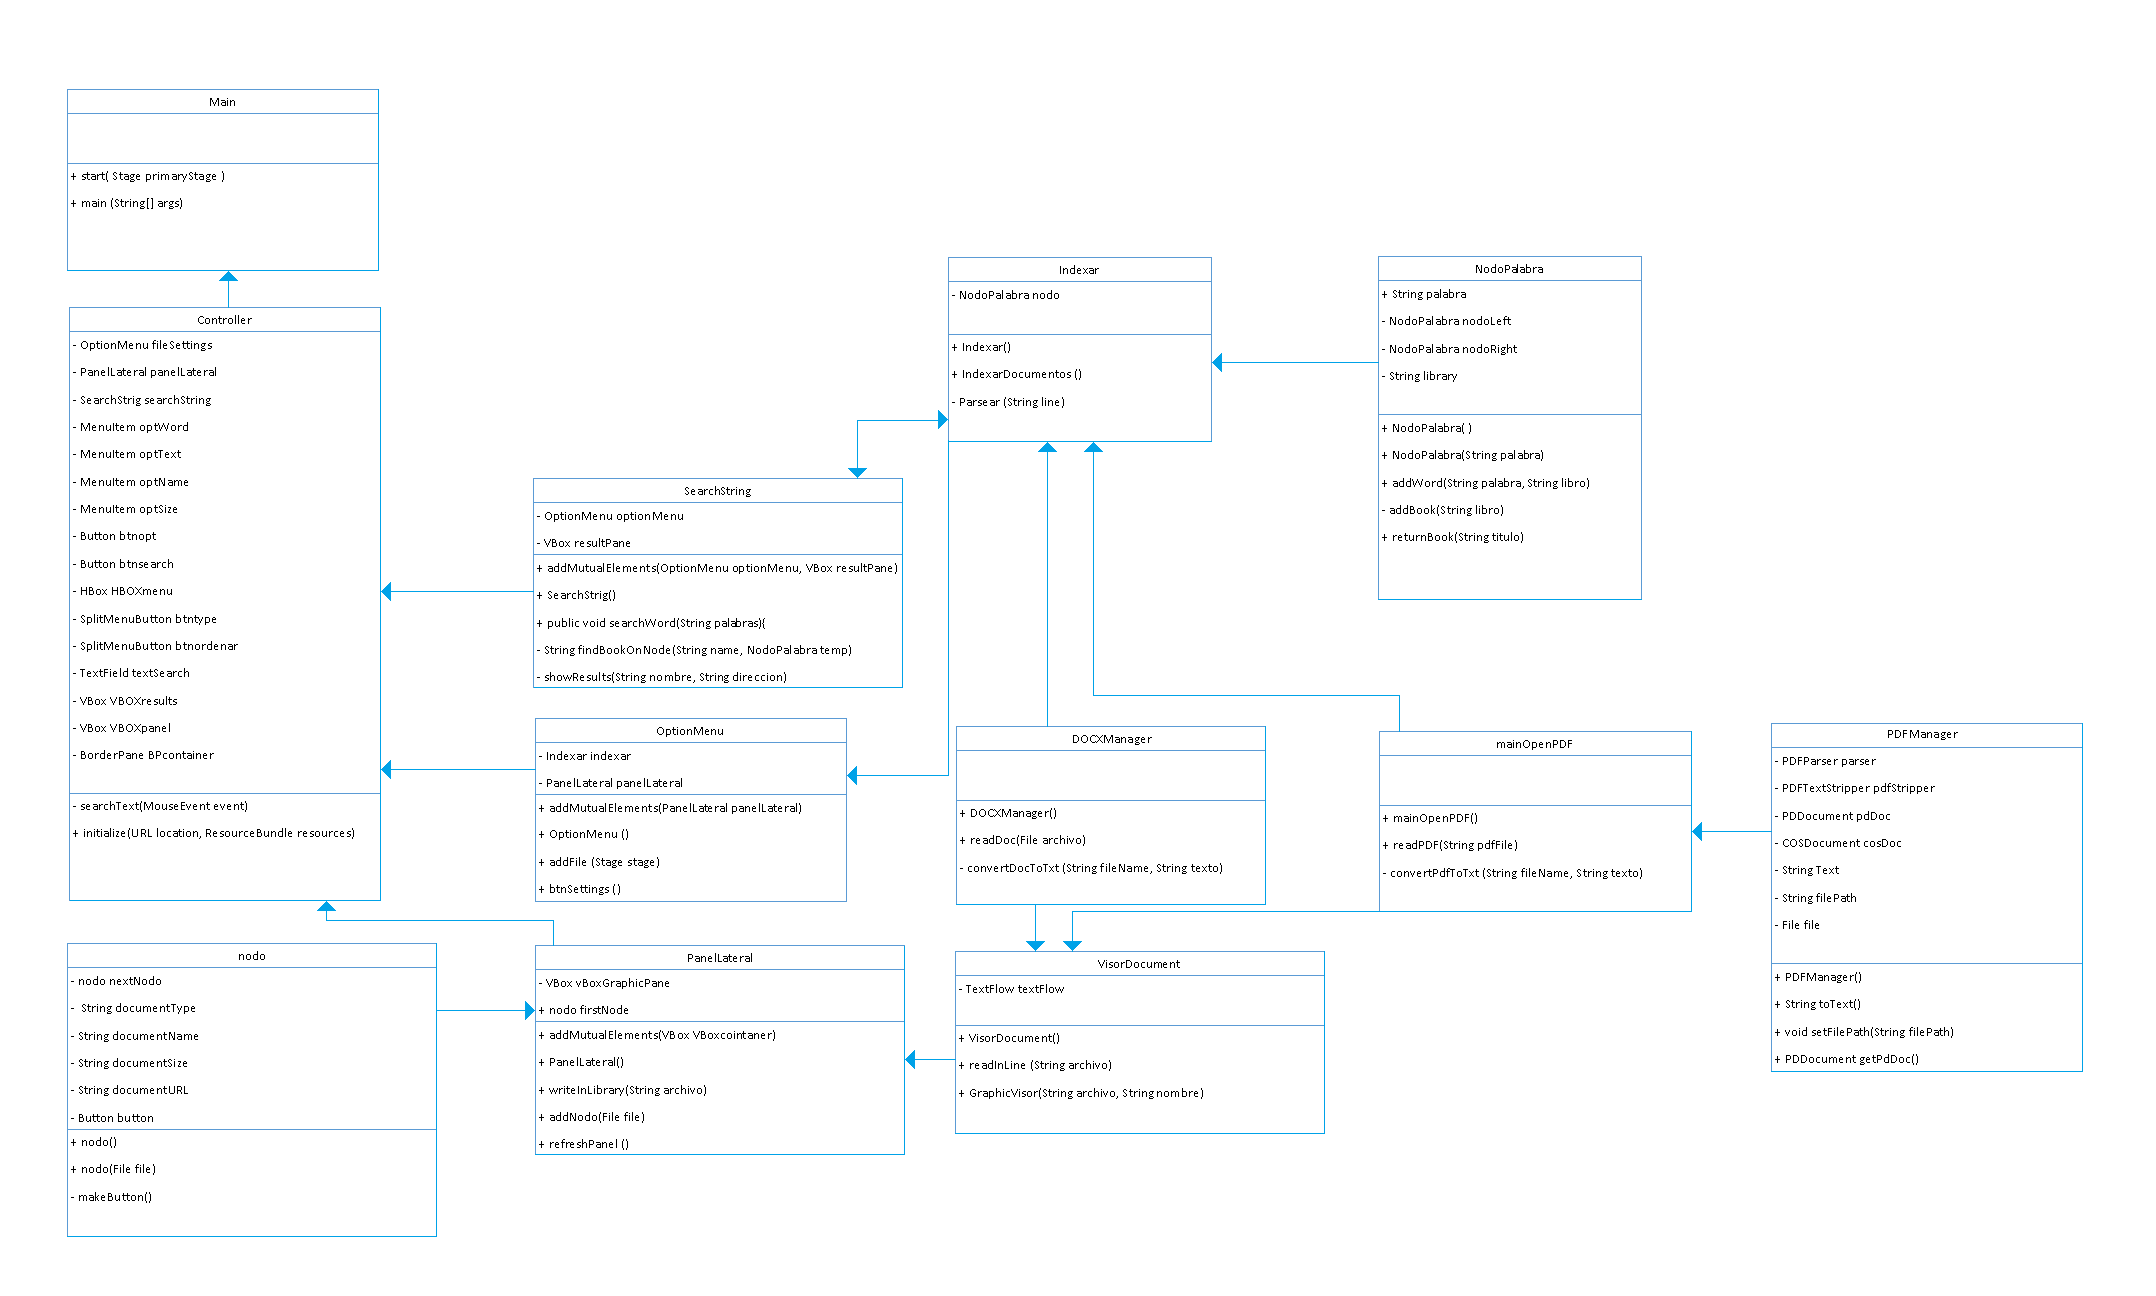 Main
+ start( Stage primaryStage )
+ main (String[] args)
Controller
- OptionMenu fileSettings
- PanelLateral panelLateral
- SearchStrig searchString
- MenuItem optWord
- MenuItem optText
- MenuItem optName
- MenuItem optSize
- Button btnopt
- Button btnsearch
- HBox HBOXmenu
- SplitMenuButton btntype
- SplitMenuButton btnordenar
- TextField textSearch
- VBox VBOXresults
- VBox VBOXpanel
- BorderPane BPcontainer
- searchText(MouseEvent event)
+ initialize(URL location, ResourceBundle resources)
nodo
- nodo nextNodo
-  String documentType
- String documentName
- String documentSize
- String documentURL
- Button button
+ nodo()
+ nodo(File file)
- makeButton()
SearchString
- OptionMenu optionMenu
- VBox resultPane
+ addMutualElements(OptionMenu optionMenu, VBox resultPane)
+ SearchStrig()
+ public void searchWord(String palabras){
- String findBookOnNode(String name, NodoPalabra temp)
- showResults(String nombre, String direccion)
OptionMenu
- Indexar indexar
- PanelLateral panelLateral
+ addMutualElements(PanelLateral panelLateral)
+ OptionMenu ()
+ addFile (Stage stage)
+ btnSettings ()
PanelLateral
- VBox vBoxGraphicPane
+ nodo firstNode
+ addMutualElements(VBox VBoxcointaner)
+ PanelLateral()
+ writeInLibrary(String archivo)
+ addNodo(File file)
+ refreshPanel ()
Indexar
- NodoPalabra nodo
+ Indexar()
+ IndexarDocumentos ()
- Parsear (String line)
DOCXManager
+ DOCXManager()
+ readDoc(File archivo)
- convertDocToTxt (String fileName, String texto)
VisorDocument
- TextFlow textFlow
+ VisorDocument()
+ readInLine (String archivo)
+ GraphicVisor(String archivo, String nombre)
NodoPalabra
+ String palabra
- NodoPalabra nodoLeft
- NodoPalabra nodoRight
- String library
+ NodoPalabra( )
+ NodoPalabra(String palabra)
+ addWord(String palabra, String libro)
- addBook(String libro)
+ returnBook(String titulo)
mainOpenPDF
+ mainOpenPDF()
+ readPDF(String pdfFile)
- convertPdfToTxt (String fileName, String texto)
PDFManager
- PDFParser parser
- PDFTextStripper pdfStripper
- PDDocument pdDoc
- COSDocument cosDoc
- String Text
- String filePath
- File file
+ PDFManager()
+ String toText()
+ void setFilePath(String filePath)
+ PDDocument getPdDoc()